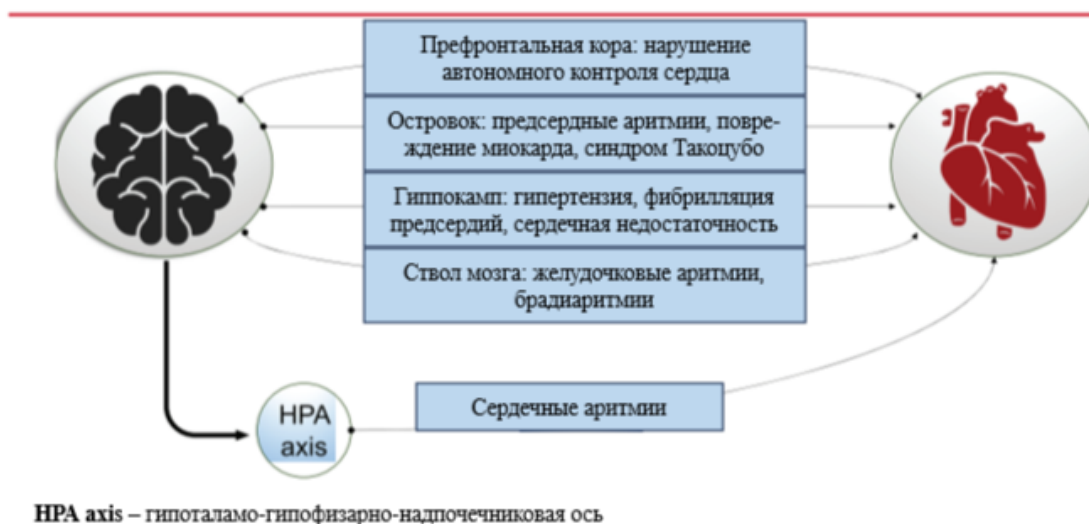 Префронтальная кора: нарушение
автономного контроля сердца
Островок: предсердные аритмии, повре-
ждение миокарда, синдром Такоцубо
Гиппокамп: гипертензия, фибрилляция
предсердий, сердечная недостаточность
Ствол мозга: желудочковые аритмии,
брадиаритмии
HPA
axis
Сердечные аритмии
HPA axis – гипоталамо-гипофизарно-надпочечниковая ось